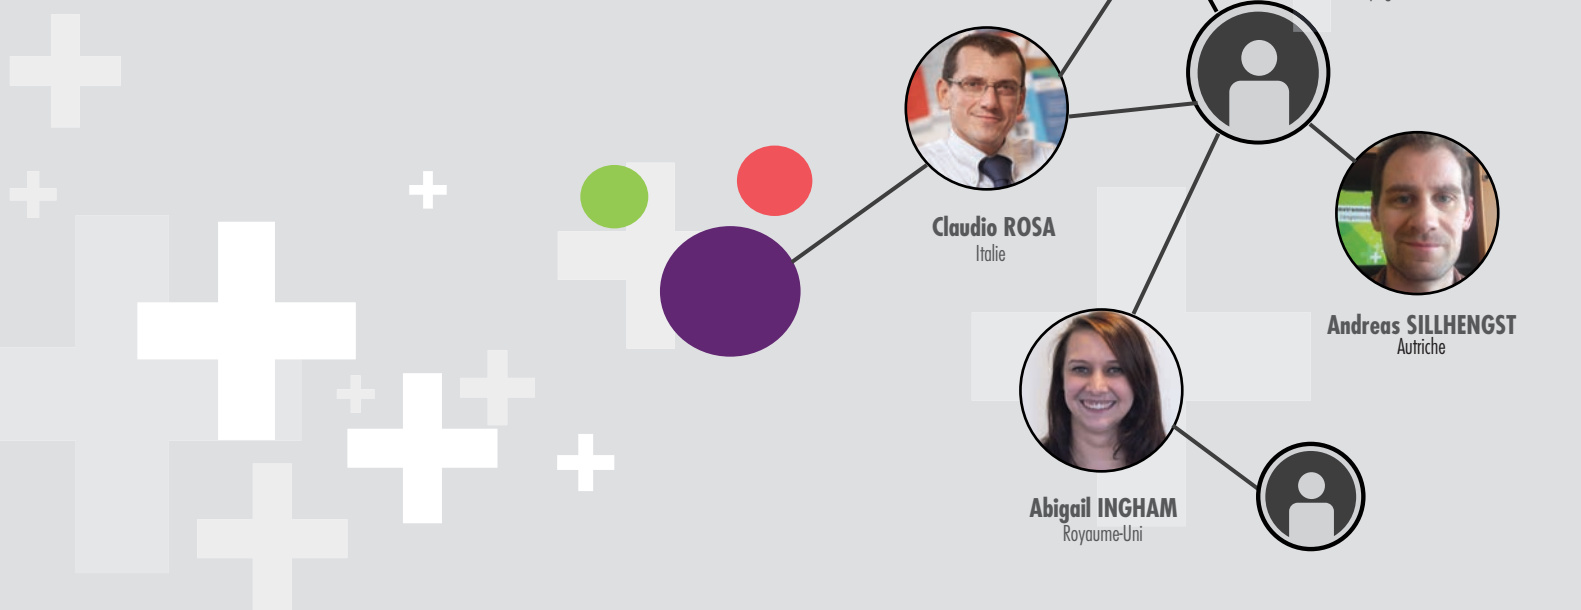 Claudio ROSA
Italie
Andreas SILLHENGST
Autriche
Abigail INGHAM
Royaume-Uni